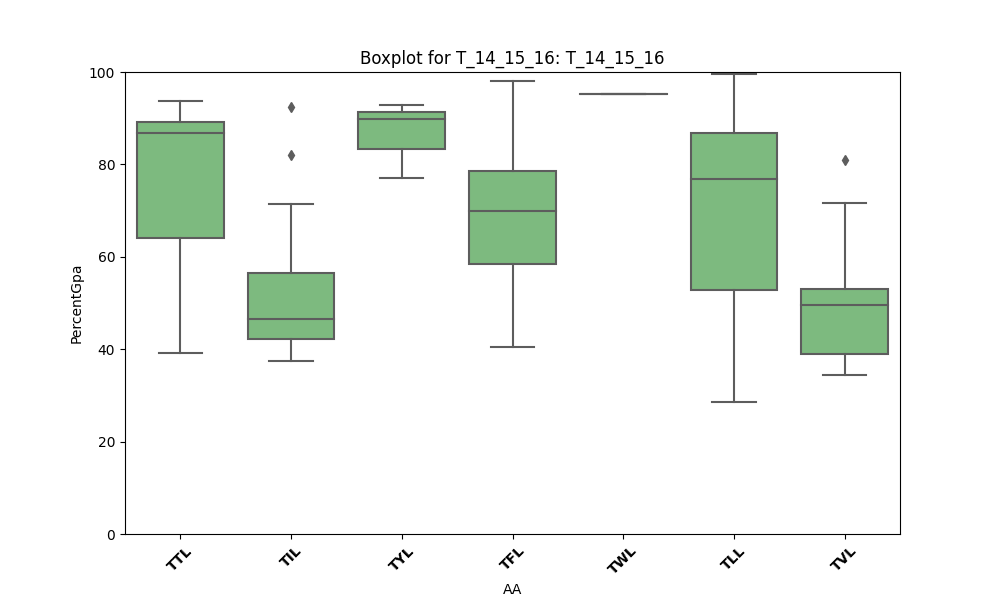 Boxplot for T_14_15_16: T_14_15_16
PercentGpa
100
80
60
40
20
0
TTL
TIL
TYL
TFL
TWL
TLL
TVL
AA